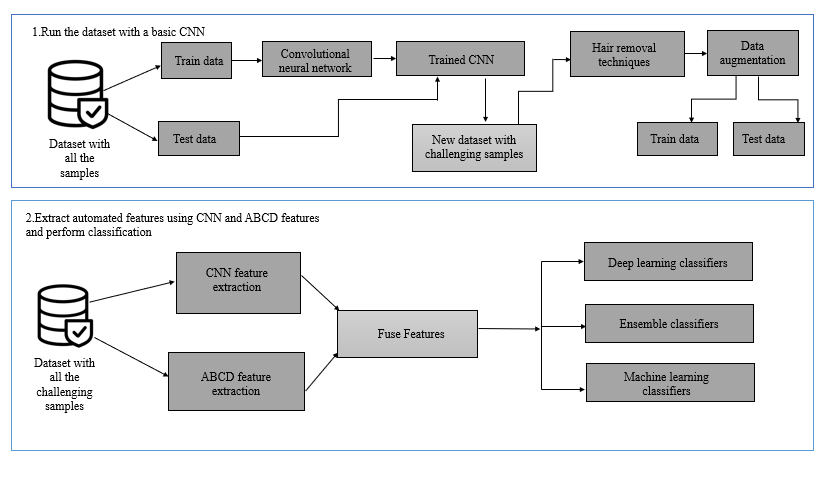 1.Run the dataset with a basic CNN
Train data
Convolutional
neural network
Trained CNN
Hair removal
techniques
Data
augmentation
Dataset with
all the
samples
Test data
New dataset with
challenging samples
Train data
Test data
2.Extract automated features using CNN and ABCD features
and perform classification
Dataset with
all the
challenging
samples
CNN feature
extraction
ABCD feature
extraction
Fuse Features
Deep learning classifiers
Ensemble classifiers
Machine learning
classifiers